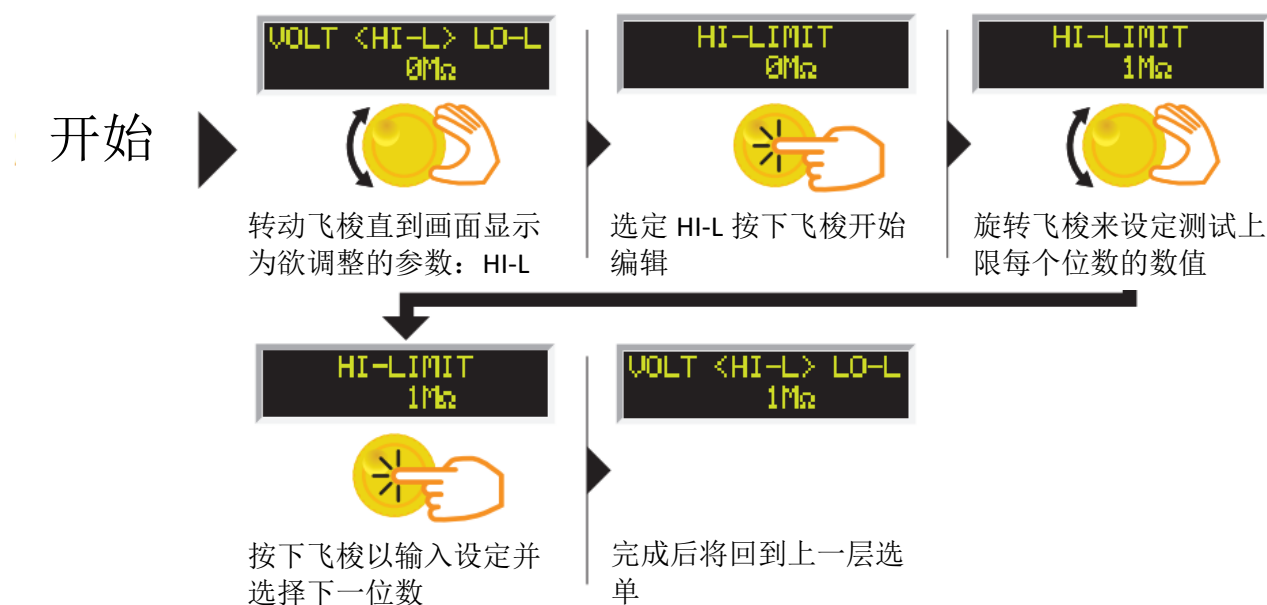 VOLT <HI-L> LO-L
0MΩ
HI-LIMIT
0MΩ
HI-LIMIT
1MΩ
开始
转动飞梭直到画面显示
为欲调整的参数：HI-L
选定 HI-L 按下飞梭开始
编辑
旋转飞梭来设定测试上
限每个位数的数值
HI-LIMIT
1MΩ
VOLT <HI-L> LO-L
1MΩ
按下飞梭以输入设定并
选择下一位数
完成后将回到上一层选
单